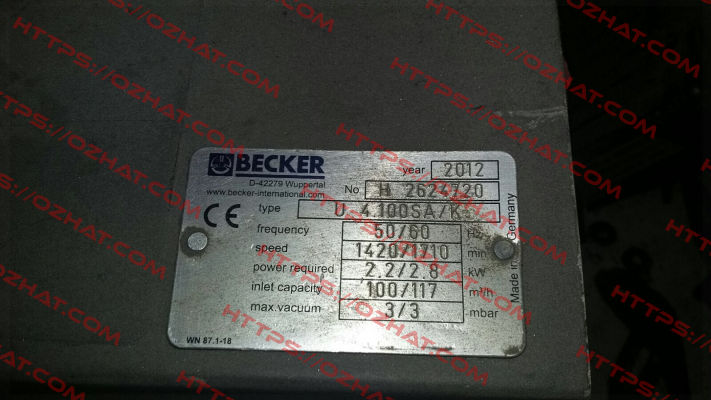 BECKER
D-42279 Wuppertal
www.becker-international.com
year 2012
No H 2624720
type U 4.100SA/K
frequency 50/60 Hz
speed 1420/1710 min
power required 2.2/2.8 kW
inlet capacity 100/117 m³/h
max.vacuum 3/3 mbar
Made in Germany
CE
WN 87.1-18
HTTPS://OZHAT.COM